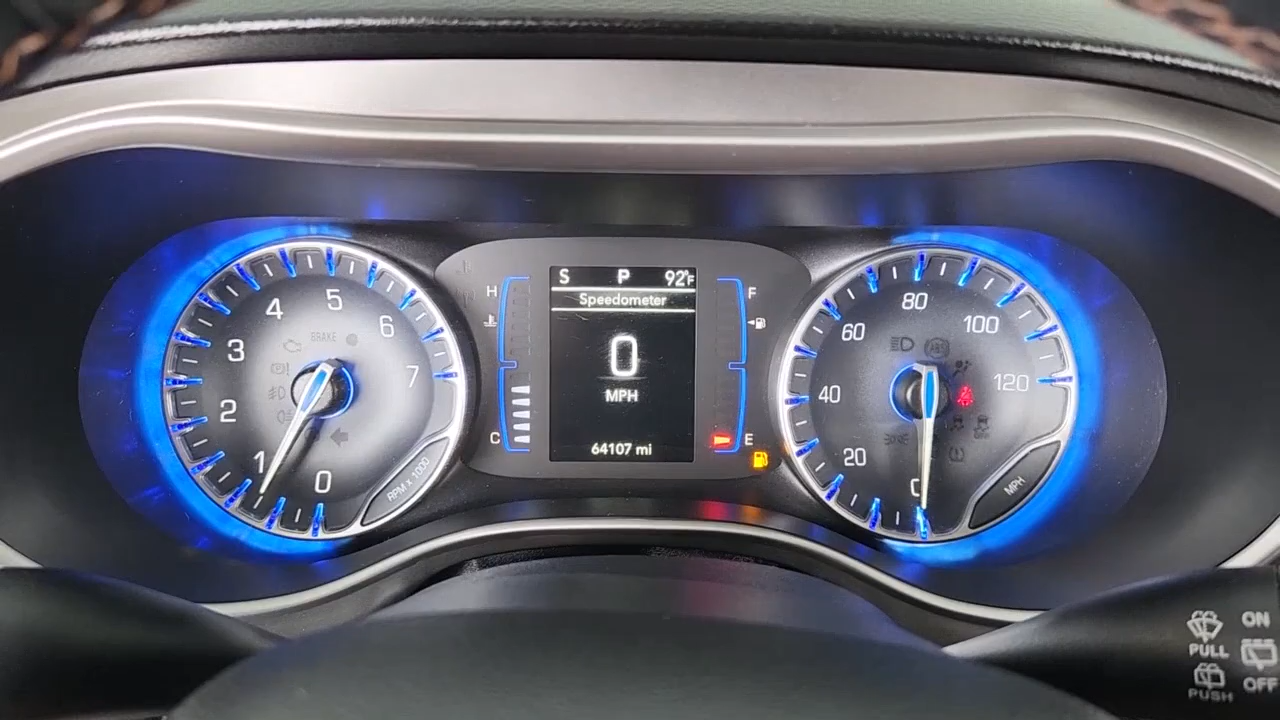 4
5
6
3
7
2
1
0
RPM x 1000
BRAKE
H
C
S P 92°F
Speedometer
0
MPH
64107 mi
F
E
80
60
100
40
120
20
0
ABS
MPH
ON
PULL
OFF
PUSH